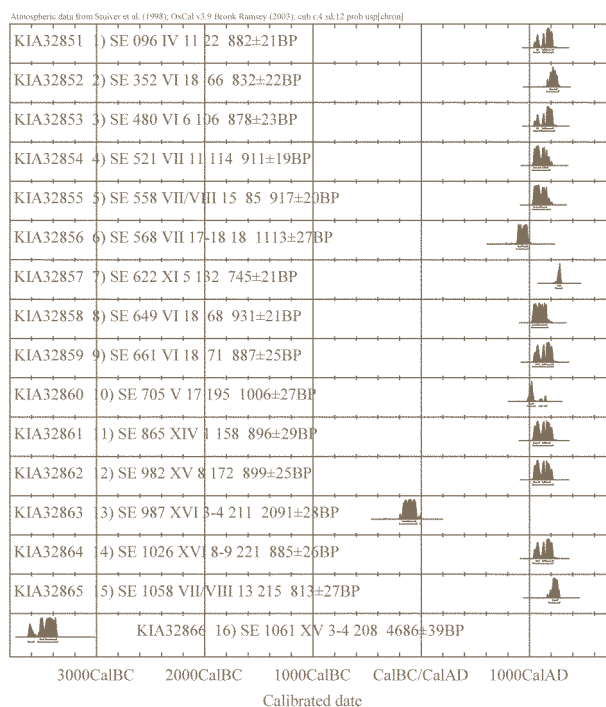 Atmospheric data from Stuiver et al. (1998); OxCal v3.9 Bronk Ramsey (2003); cub r:4 sd:12 prob usp[chron]
KIA32851 1) SE 096 IV 11 22 882±21BP
KIA32852 2) SE 352 VI 18 66 832±22BP
KIA32853 3) SE 480 VI 6 106 878±23BP
KIA32854 4) SE 521 VII 11 114 911±19BP
KIA32855 5) SE 558 VII/VIII 15 85 917±20BP
KIA32856 6) SE 568 VII 17-18 18 1113±27BP
KIA32857 7) SE 622 XI 5 132 745±21BP
KIA32858 8) SE 649 VI 18 68 931±21BP
KIA32859 9) SE 661 VI 18 71 887±25BP
KIA32860 10) SE 705 V 17 195 1006±27BP
KIA32861 11) SE 865 XIV 1 158 896±29BP
KIA32862 12) SE 982 XV 8 172 899±25BP
KIA32863 13) SE 987 XVI 3-4 211 2091±28BP
KIA32864 14) SE 1026 XVI 8-9 221 885±26BP
KIA32865 15) SE 1058 VII/VIII 13 215 813±27BP
KIA32866 16) SE 1061 XV 3-4 208 4686±39BP
3000CalBC 2000CalBC 1000CalBC CalBC/CalAD 1000CalAD
Calibrated date